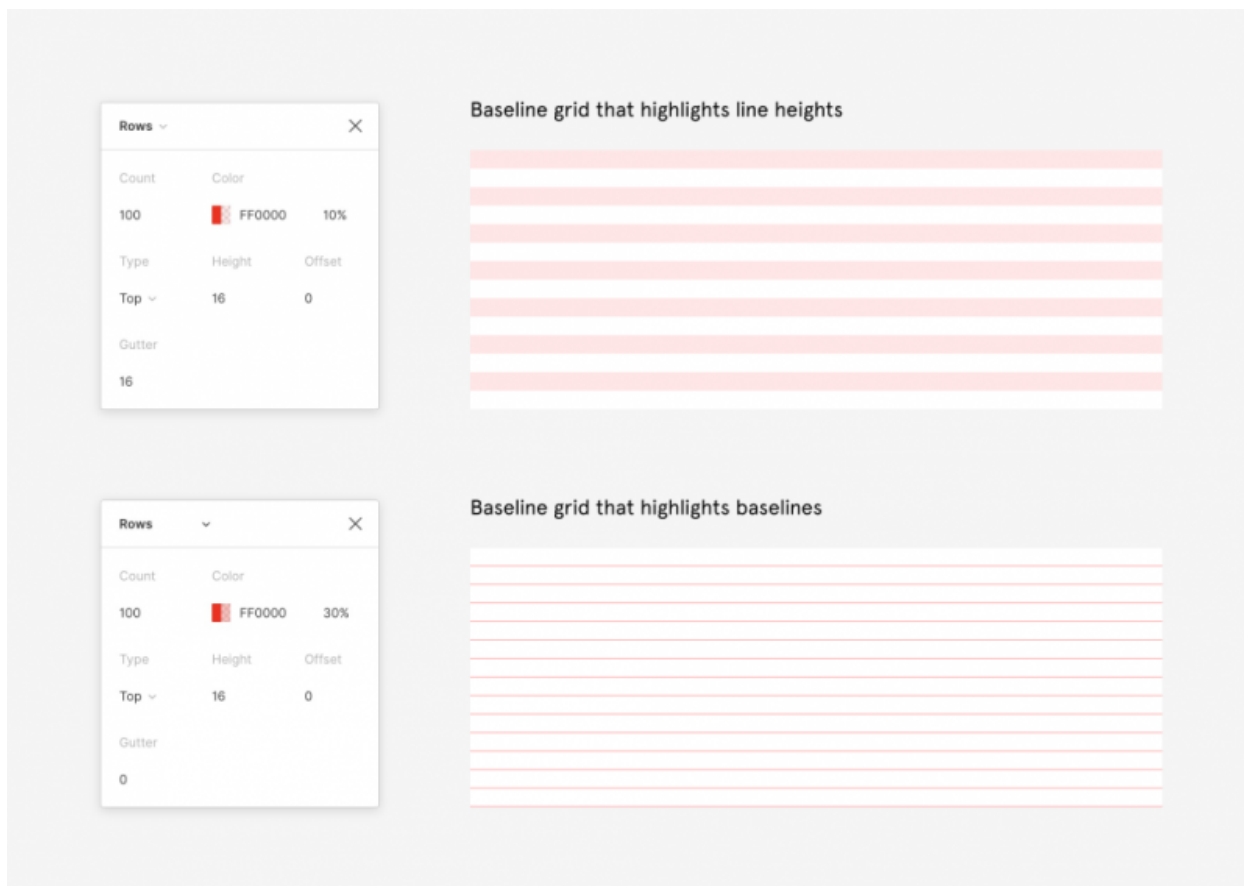 Rows
Count Color
100 FF0000 10%
Type Height Offset
Top 16 0
Gutter
16
Baseline grid that highlights line heights
Rows
Count Color
100 FF0000 30%
Type Height Offset
Top 16 0
Gutter
0
Baseline grid that highlights baselines